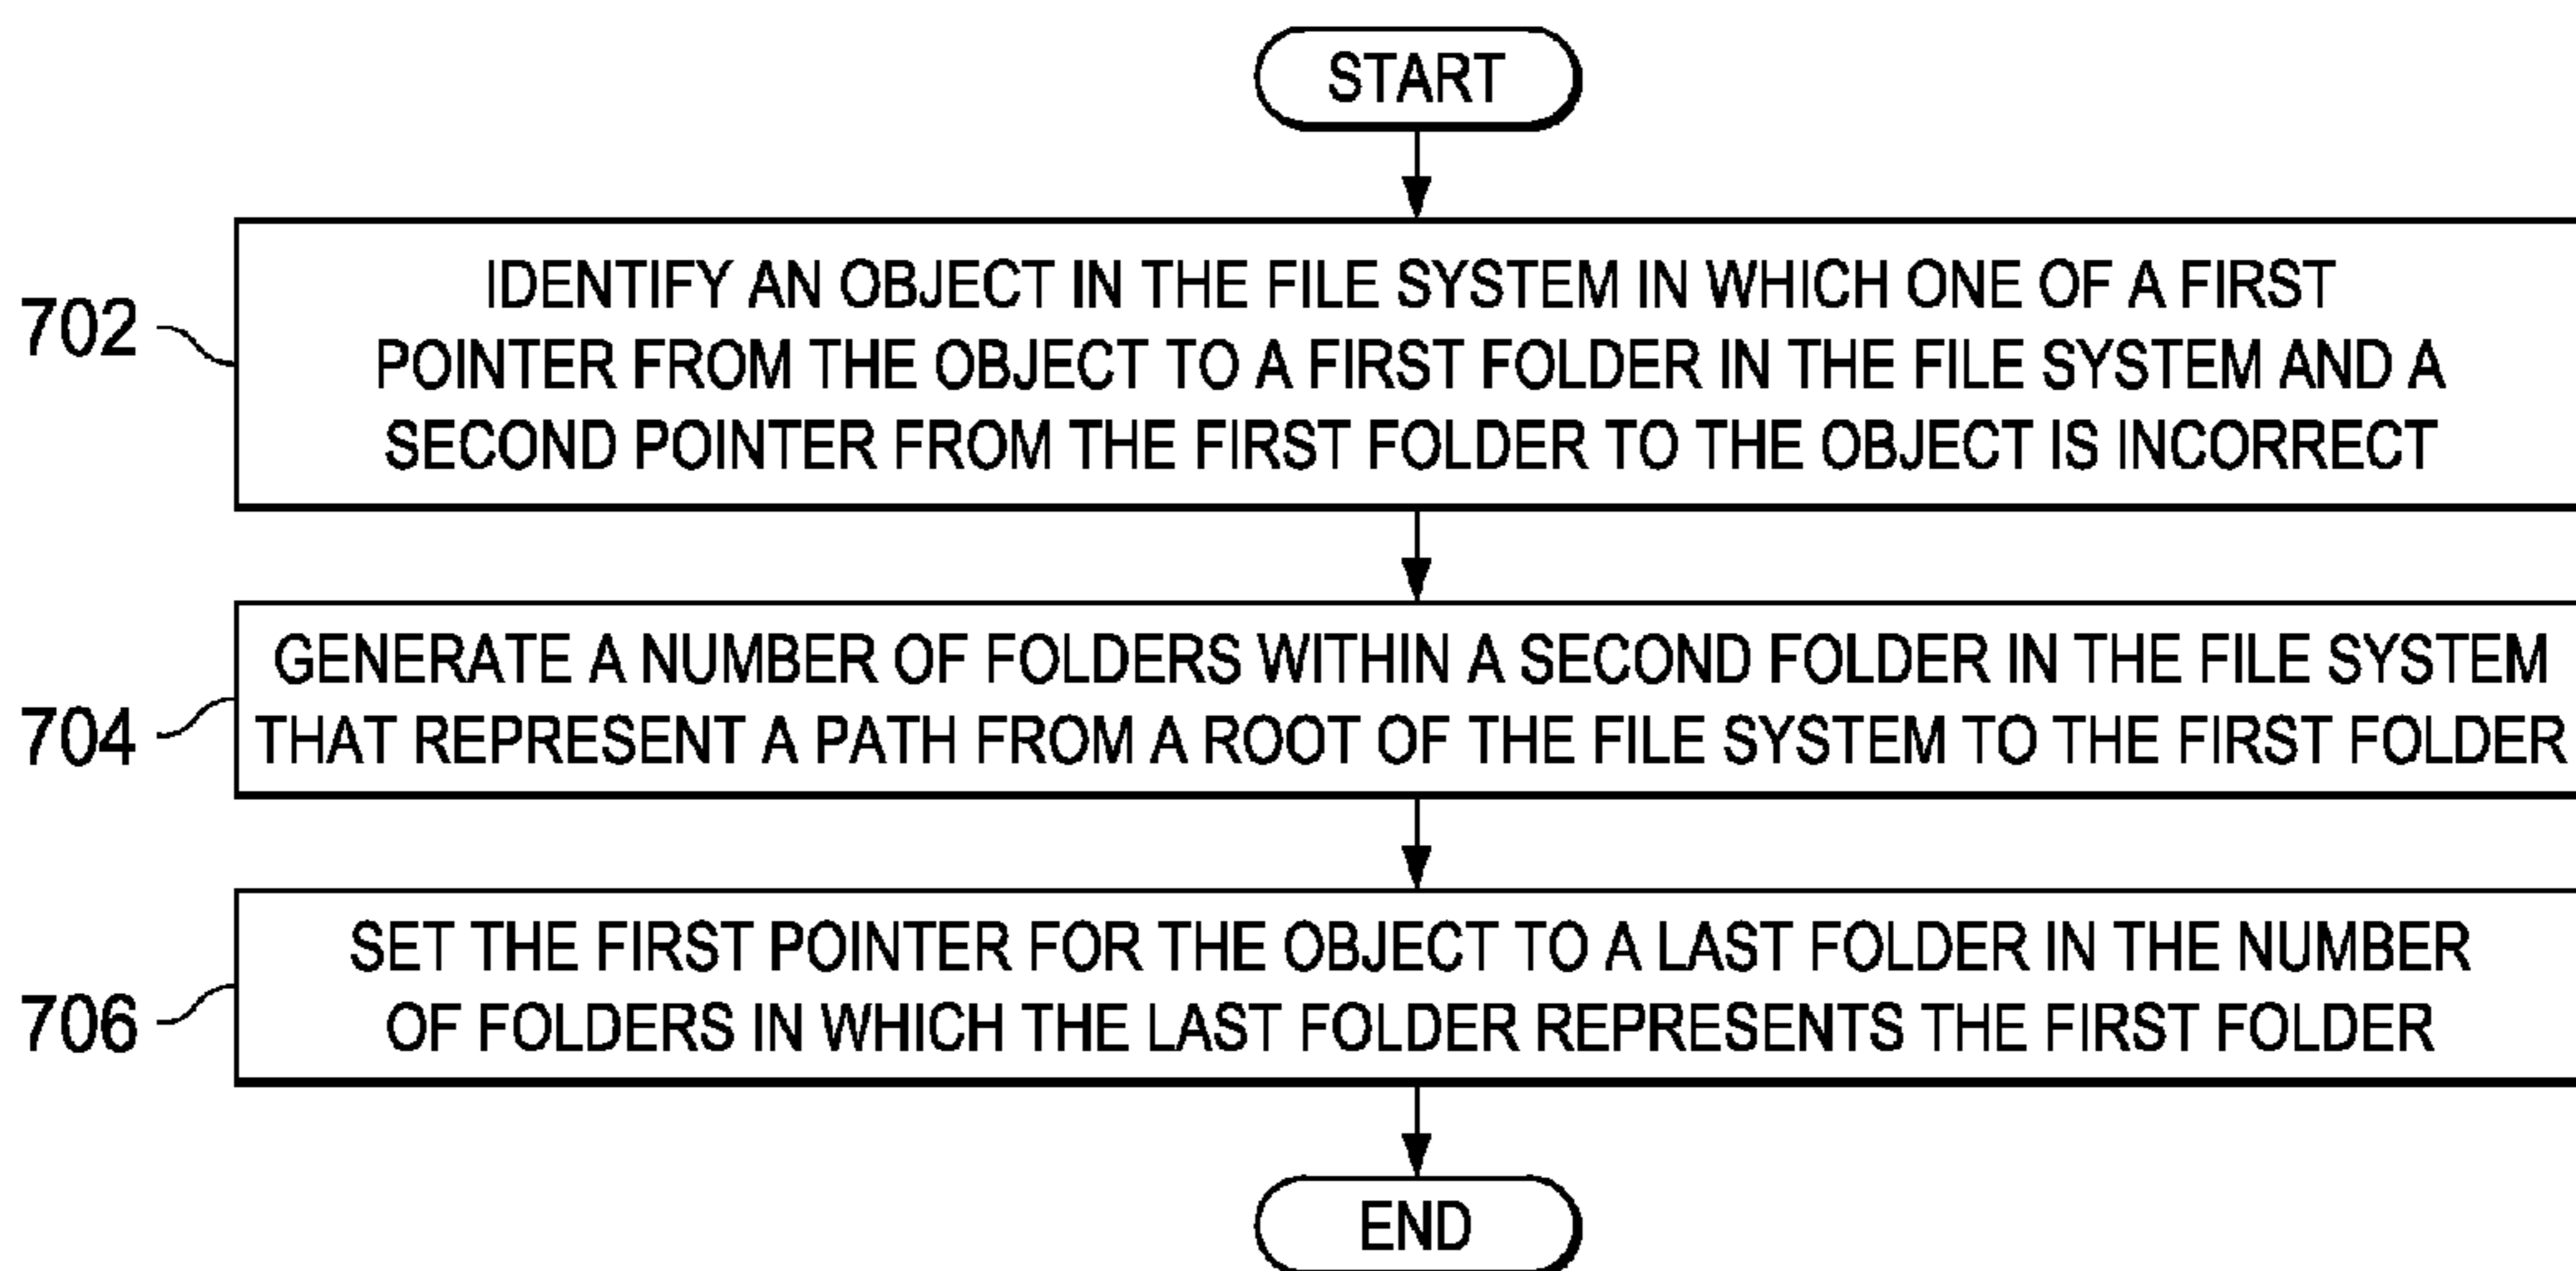 START
702
IDENTIFY AN OBJECT IN THE FILE SYSTEM IN WHICH ONE OF A FIRST
POINTER FROM THE OBJECT TO A FIRST FOLDER IN THE FILE SYSTEM AND A
SECOND POINTER FROM THE FIRST FOLDER TO THE OBJECT IS INCORRECT
704
GENERATE A NUMBER OF FOLDERS WITHIN A SECOND FOLDER IN THE FILE SYSTEM
THAT REPRESENT A PATH FROM A ROOT OF THE FILE SYSTEM TO THE FIRST FOLDER
706
SET THE FIRST POINTER FOR THE OBJECT TO A LAST FOLDER IN THE NUMBER
OF FOLDERS IN WHICH THE LAST FOLDER REPRESENTS THE FIRST FOLDER
END